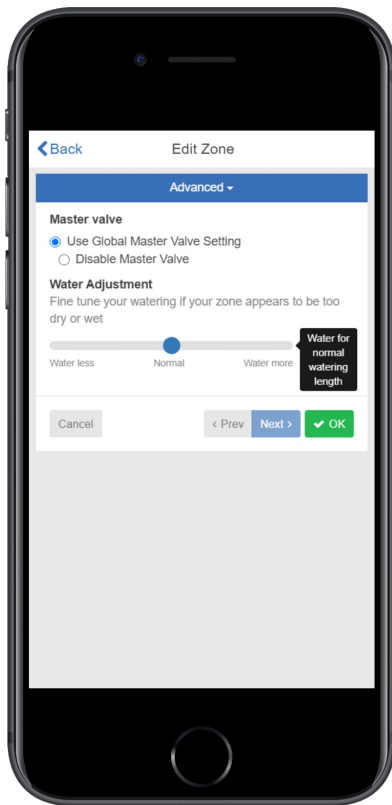 Back
Edit Zone
Advanced
Master valve
Use Global Master Valve Setting
Disable Master Valve
Water Adjustment
Fine tune your watering if your zone appears to be too
dry or wet
Water less
Normal
Water more
Water for
normal
watering
length
Cancel
< Prev
Next >
OK